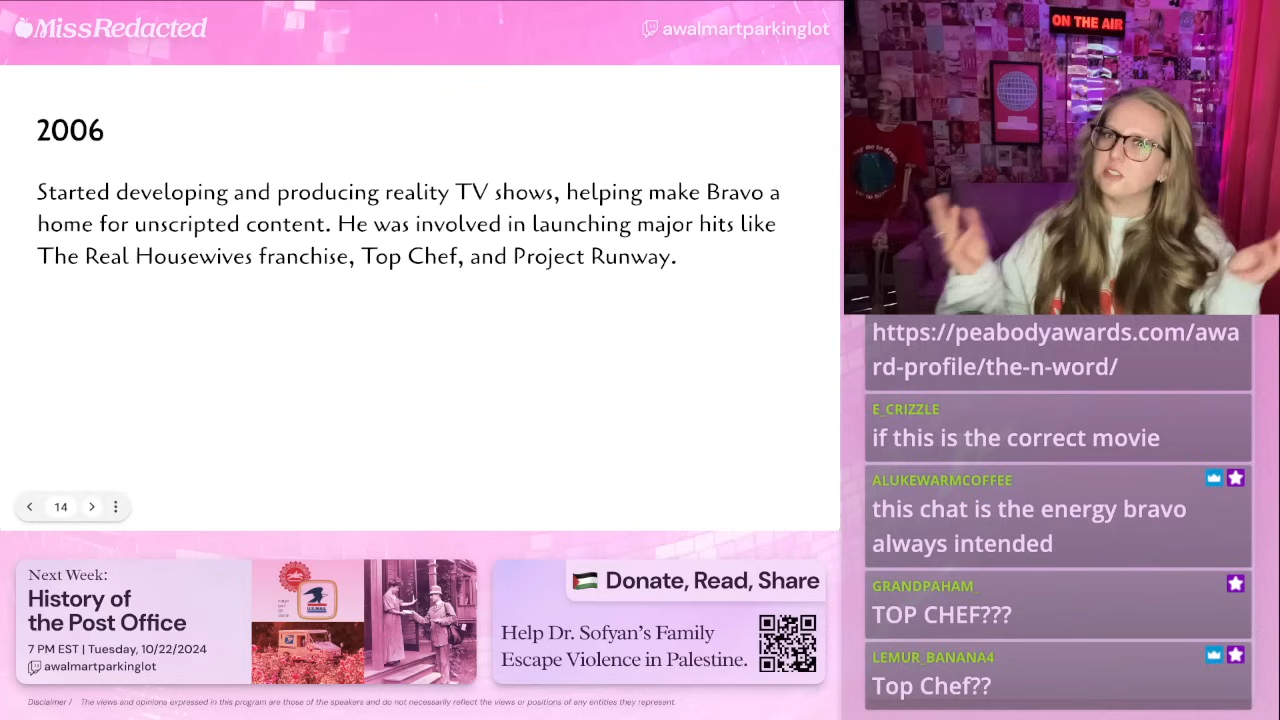 MissRedacted
awalmartparkinglot
ON THE AIR
2006
Started developing and producing reality TV shows, helping make Bravo a
home for unscripted content. He was involved in launching major hits like
The Real Housewives franchise, Top Chef, and Project Runway.
14
https://peabodyawards.com/awa
rd-profile/the-n-word/
E_CRIZZLE
if this is the correct movie
ALUKEWARMCOFFEE
this chat is the energy bravo
always intended
GRANDPAHAM_
TOP CHEF???
LEMUR_BANANA4
Top Chef??
Next Week:
History of
the Post Office
7 PM EST | Tuesday, 10/22/2024
awalmartparkinglot
Donate, Read, Share
Help Dr. Sofyan's Family
Escape Violence in Palestine.
Disclaimer / The views and opinions expressed in this program are those of the speakers and do not necessarily reflect the views or positions of any entities they represent.